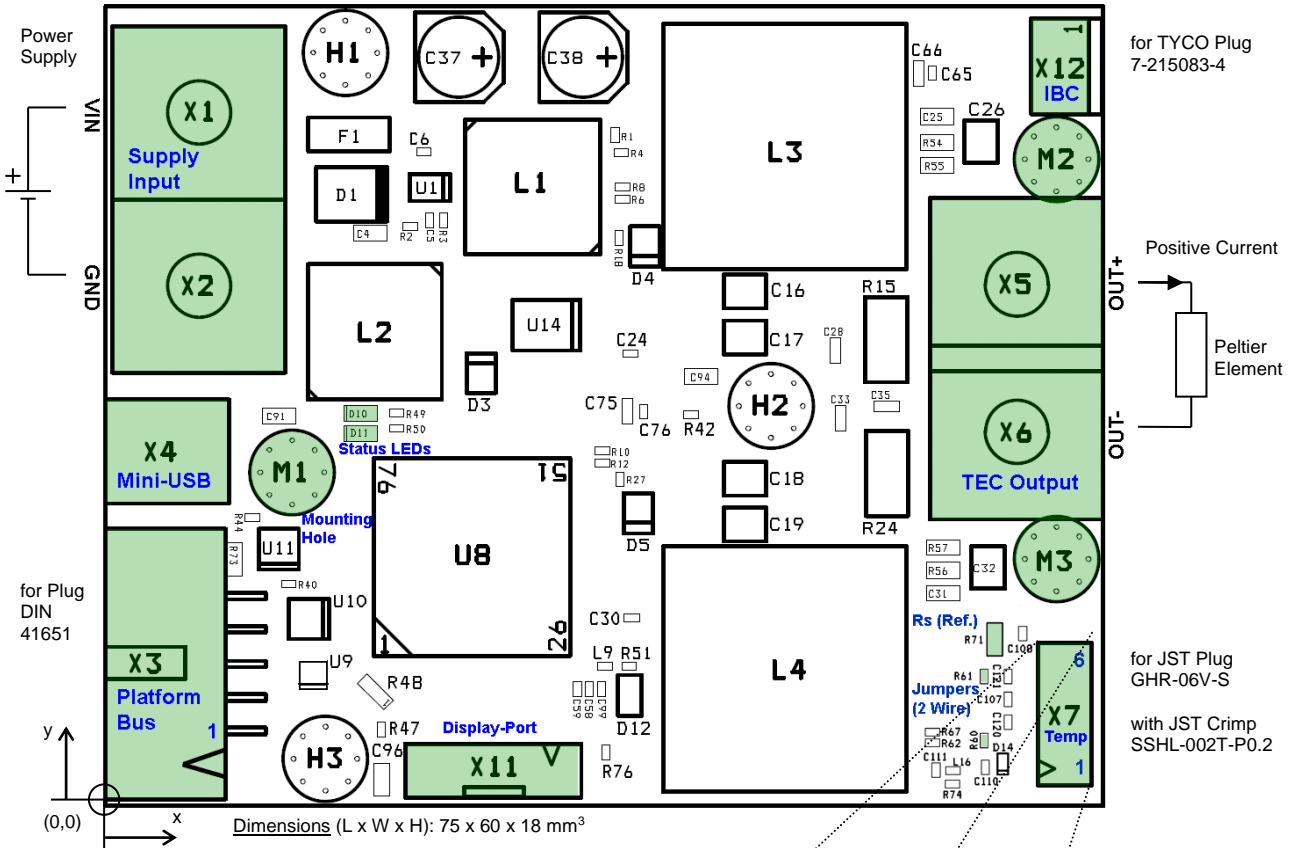 Power
Supply
VIN
GND
+
X1
Supply
Input
X2
H1
C37 +
C38 +
F1
C6
D1
U1
C4
R2
C5
R3
L1
R1
R4
R8
R6
R18
D4
L3
C66
C65
C25
R54
R55
C26
1
X12
IBC
for TYCO Plug
7-215083-4
M2
X5
OUT+
Positive Current
Peltier
Element
OUT-
X6
TEC Output
L2
U14
D3
C24
C16
C17
R15
C28
C94
H2
C33
C35
C75
C76
R42
C91
D10
D11
R49
R50
Status LEDs
X4
Mini-USB
M1
Mounting
Hole
R10
R12
R27
D5
C18
C19
R24
76
51
U8
1
26
R44
R73
U11
R40
U10
U9
R48
for Plug
DIN
41651
X3
Platform
Bus
1
R57
R56
C31
C32
M3
C30
L9
R51
C59
C58
C99
D12
R76
L4
Rs (Ref.)
R71
C108
R61
C121
C107
Jumpers
(2 Wire)
C120
R67
R62
R60
D14
C111
L16
C110
R74
6
X7
Temp
1
for JST Plug
GHR-06V-S
with JST Crimp
SSHL-002T-P0.2
H3
R47
C96
Display-Port
X11
y
x
(0,0)
Dimensions (L x W x H): 75 x 60 x 18 mm³